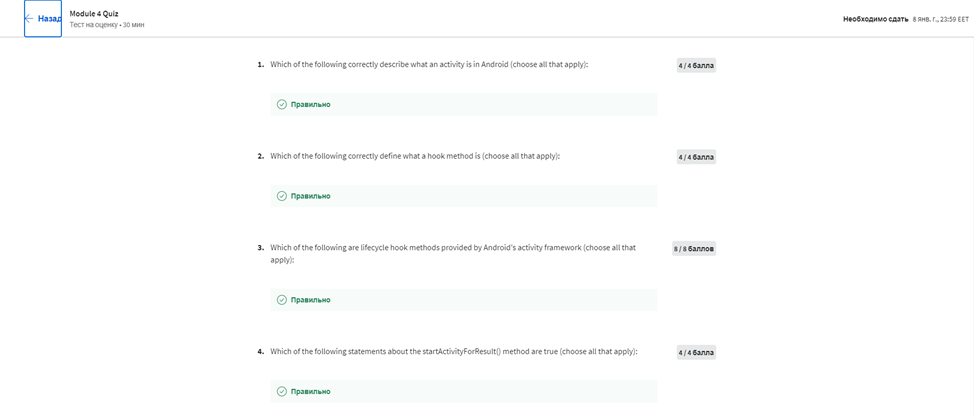 Назад
Module 4 Quiz
Тест на оценку • 30 мин
Необходимо сдать 8 янв. г., 23:59 EET
1. Which of the following correctly describe what an activity is in Android (choose all that apply):
4 / 4 балла
Правильно
2. Which of the following correctly define what a hook method is (choose all that apply):
4 / 4 балла
Правильно
3. Which of the following are lifecycle hook methods provided by Android's activity framework (choose all that
apply):
8 / 8 баллов
Правильно
4. Which of the following statements about the startActivityForResult() method are true (choose all that apply):
4 / 4 балла
Правильно